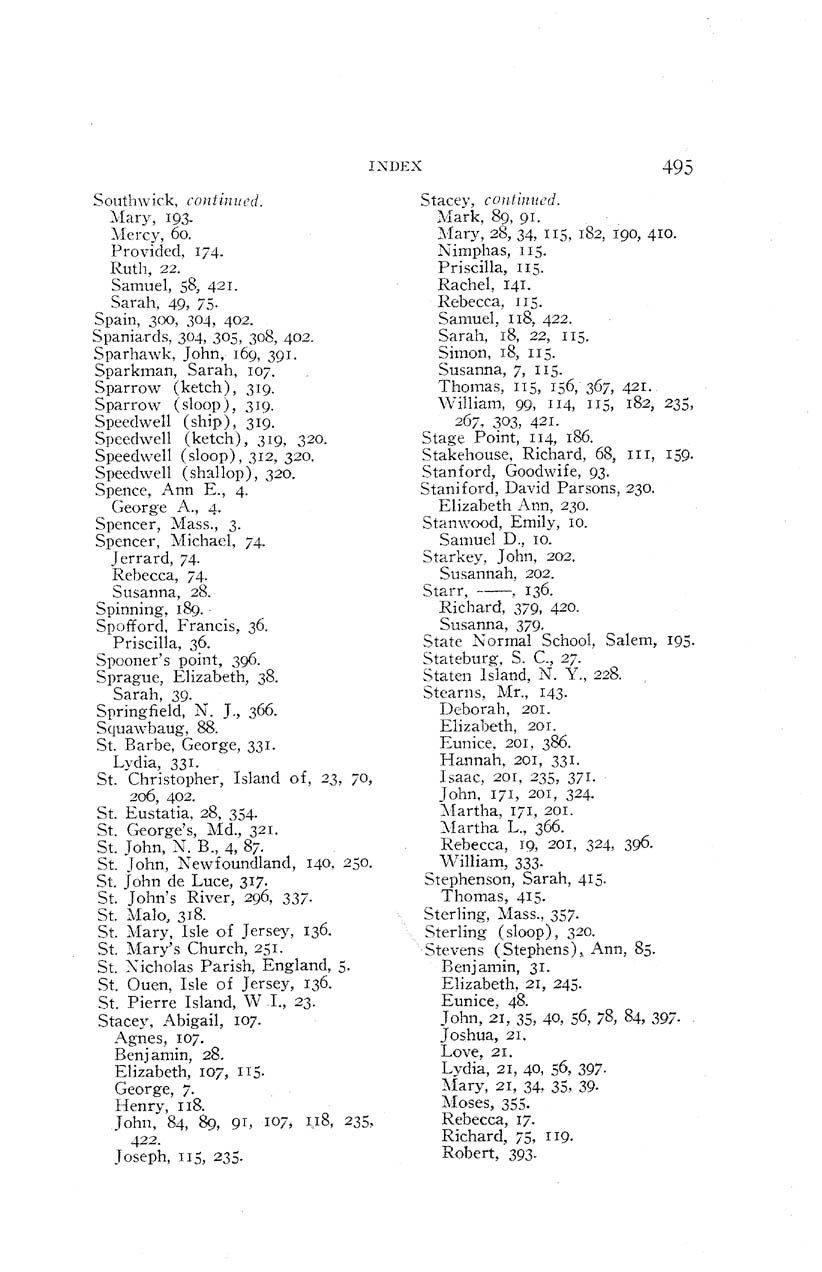 INDEX 495
Southwick, continued.
Mary, 193.
Mercy, 60.
Provided, 174.
Ruth, 22.
Samuel, 58, 421.
Sarah, 49, 75.
Spain, 300, 304, 402.
Spaniards, 304, 305, 308, 402.
Sparhawk, John, 169, 391.
Sparkman, Sarah, 107.
Sparrow (ketch), 319.
Sparrow (sloop), 319.
Speedwell (ship), 319.
Speedwell (ketch), 319, 320.
Speedwell (sloop), 312, 320.
Speedwell (shallop), 320.
Spence, Ann E., 4.
George A., 4.
Spencer, Mass., 3.
Spencer, Michael, 74.
Jerrard, 74.
Rebecca, 74.
Susanna, 28.
Spinning, 189.
Spofford, Francis, 36.
Priscilla, 36.
Spooner's point, 396.
Sprague, Elizabeth, 38.
Sarah, 39.
Springfield, N. J., 366.
Squawbaug, 88.
St. Barbe, George, 331.
Lydia, 331.
St. Christopher, Island of, 23, 70,
206, 402.
St. Eustatia, 28, 354.
St. George's, Md., 321.
St. John, N. B., 4, 87.
St. John, Newfoundland, 140, 250.
St. John de Luce, 317.
St. John's River, 296, 337.
St. Malo, 318.
St. Mary, Isle of Jersey, 136.
St. Mary's Church, 251.
St. Nicholas Parish, England, 5.
St. Ouen, Isle of Jersey, 136.
St. Pierre Island, W I., 23.
Stacey, Abigail, 107.
Agnes, 107.
Benjamin, 28.
Elizabeth, 107, 115.
George, 7.
Henry, 118.
John, 84, 89, 91, 107, 118, 235,
422.
Joseph, 115, 235.
Stacey, continued.
Mark, 89, 91.
Mary, 28, 34, 115, 182, 190, 410.
Nimphas, 115.
Priscilla, 115.
Rachel, 141.
Rebecca, 115.
Samuel, 118, 422.
Sarah, 18, 22, 115.
Simon, 18, 115.
Susanna, 7, 115.
Thomas, 115, 156, 367, 421.
William, 99, 114, 115, 182, 235,
267, 303, 421.
Stage Point, 114, 186.
Stakehouse, Richard, 68, 111, 159.
Stanford, Goodwife, 93.
Staniford, David Parsons, 230.
Elizabeth Ann, 230.
Stanwood, Emily, 10.
Samuel D., 10.
Starkey, John, 202.
Susannah, 202.
Starr, ——, 136.
Richard, 379, 420.
Susanna, 379.
State Normal School, Salem, 195.
Stateburg, S. C., 27.
Staten Island, N. Y., 228.
Stearns, Mr., 143.
Deborah, 201.
Elizabeth, 201.
Eunice, 201, 386.
Hannah, 201, 331.
Isaac, 201, 235, 371.
John, 171, 201, 324.
Martha, 171, 201.
Martha L., 366.
Rebecca, 19, 201, 324, 396.
William, 333.
Stephenson, Sarah, 415.
Thomas, 415.
Sterling, Mass., 357.
Sterling (sloop), 320.
Stevens (Stephens), Ann, 85.
Benjamin, 31.
Elizabeth, 21, 245.
Eunice, 48.
John, 21, 35, 40, 56, 78, 84, 397.
Joshua, 21.
Love, 21.
Lydia, 21, 40, 56, 397.
Mary, 21, 34, 35, 39.
Moses, 355.
Rebecca, 17.
Richard, 75, 119.
Robert, 393.